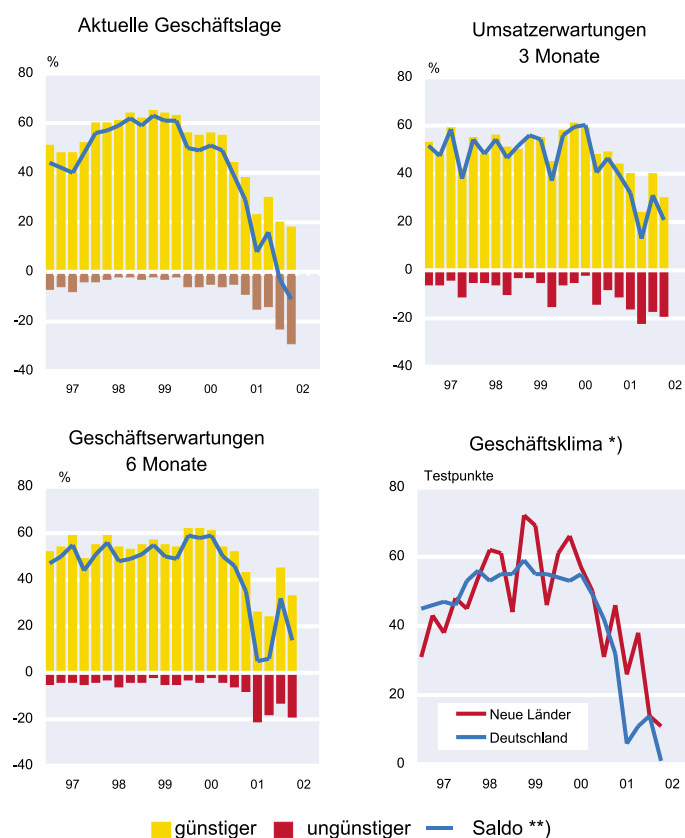 Aktuelle Geschäftslage
%
80
60
40
20
0
-20
-40
97 98 99 00 01 02
Umsatzerwartungen
3 Monate
%
80
60
40
20
0
-20
-40
97 98 99 00 01 02
Geschäftserwartungen
6 Monate
%
80
60
40
20
0
-20
-40
97 98 99 00 01 02
Geschäftsklima *)
Testpunkte
80
60
40
20
0
Neue Länder
Deutschland
97 98 99 00 01 02
günstiger ungünstiger Saldo **)